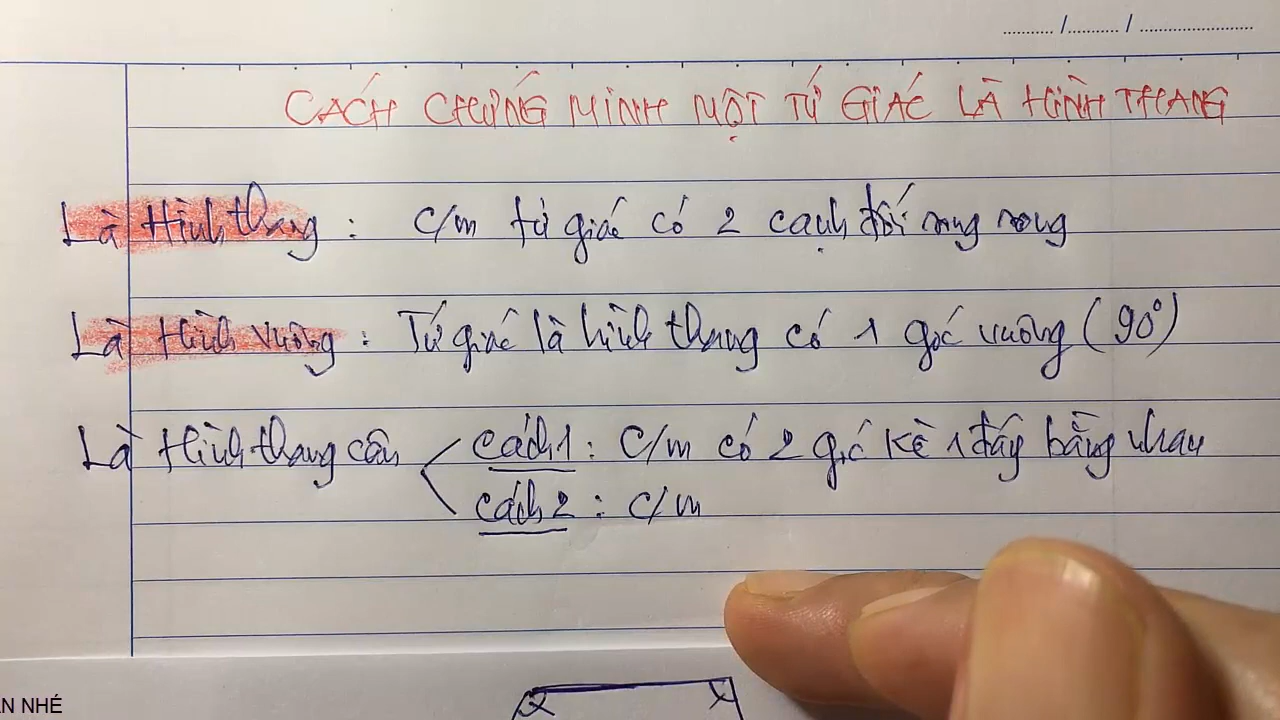 ............ /............ / ..........................
CÁCH CHỨNG MINH MỘT TỨ GIÁC LÀ HÌNH THANG
Là Hình thang : c/m tứ giác có 2 cạnh đối song song
Là Hình vuông : Tứ giác là hình thang có 1 góc vuông (90°)
Là Hình thang cân cách 1 : c/m có 2 góc kề 1 đáy bằng nhau
cách 2 : c/m
N NHÉ